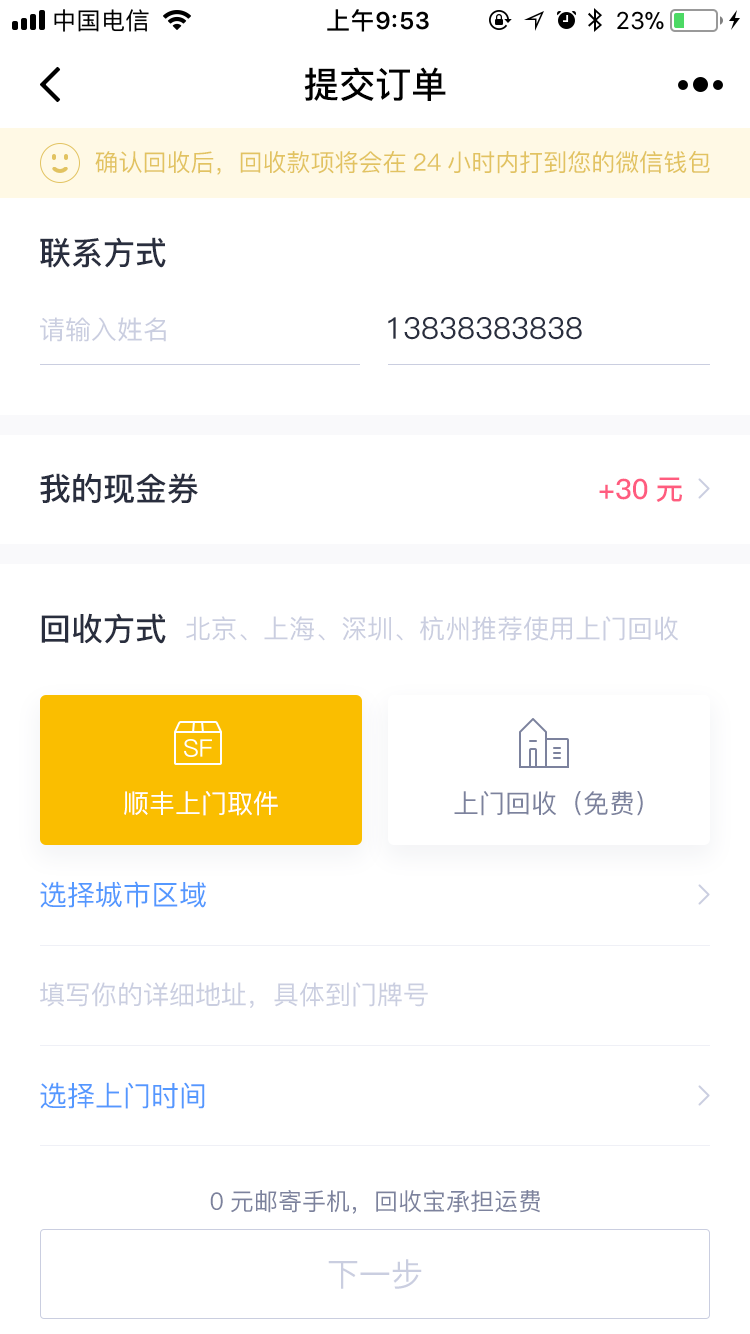 中国电信 上午9:53 23%
提交订单
确认回收后，回收款项将会在 24 小时内打到您的微信钱包
联系方式
请输入姓名 13838383838
我的现金券 +30 元
回收方式 北京、上海、深圳、杭州推荐使用上门回收
SF
顺丰上门取件 上门回收（免费）
选择城市区域
填写你的详细地址，具体到门牌号
选择上门时间
0 元邮寄手机，回收宝承担运费
下一步